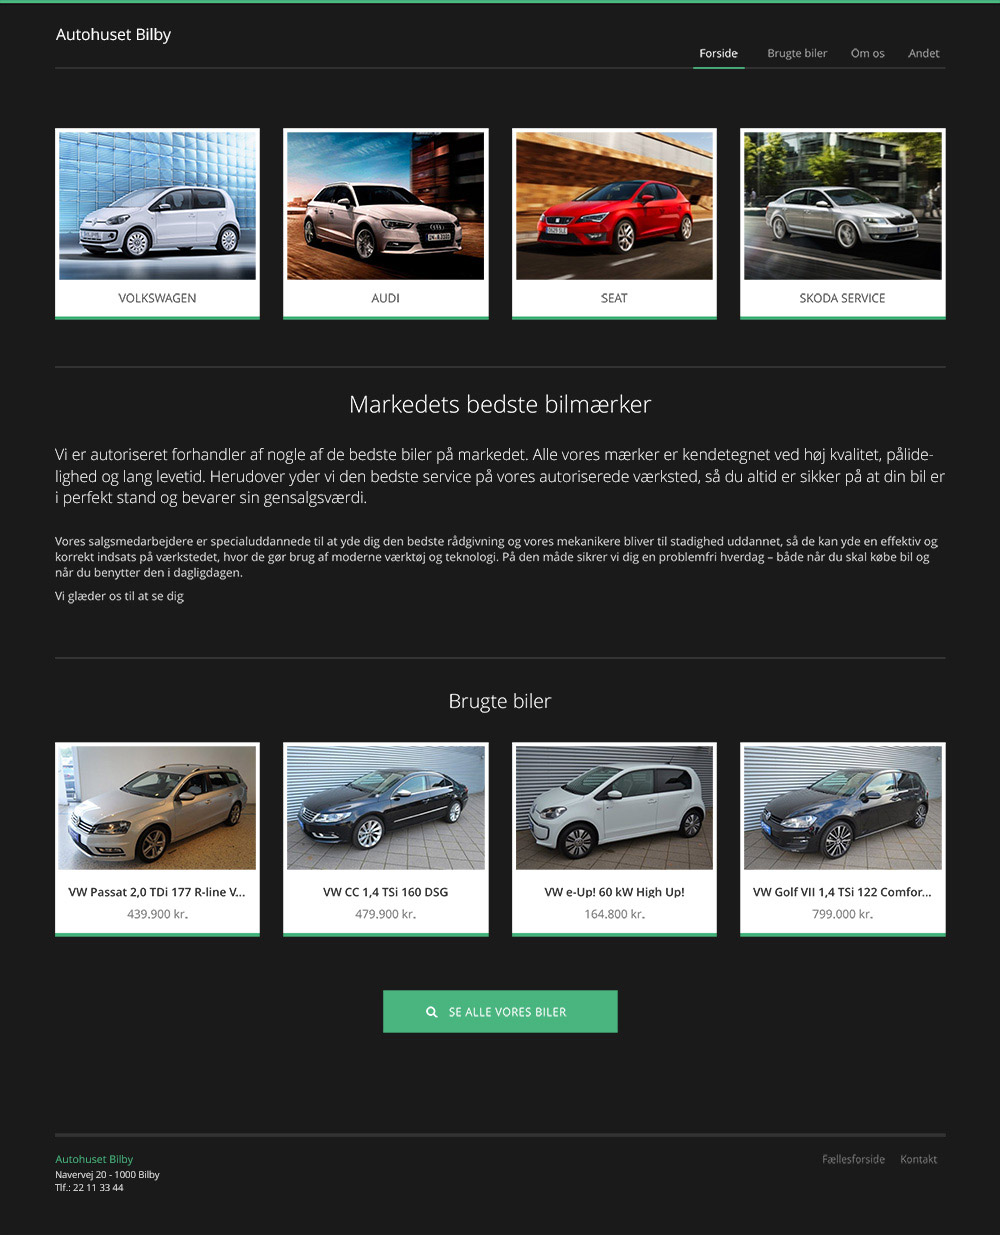 Autohuset Bilby
Forside Brugte biler Om os Andet
VOLKSWAGEN AUDI SEAT SKODA SERVICE
Markedets bedste bilmærker
Vi er autoriseret forhandler af nogle af de bedste biler på markedet. Alle vores mærker er kendetegnet ved høj kvalitet, pålide-
lighed og lang levetid. Herudover yder vi den bedste service på vores autoriserede værksted, så du altid er sikker på at din bil er
i perfekt stand og bevarer sin gensalgsværdi.
Vores salgsmedarbejdere er specialuddannede til at yde dig den bedste rådgivning og vores mekanikere bliver til stadighed uddannet, så de kan yde en effektiv og
korrekt indsats på værkstedet, hvor de gør brug af moderne værktøj og teknologi. På den måde sikrer vi dig en problemfri hverdag – både når du skal købe bil og
når du benytter den i dagligdagen.
Vi glæder os til at se dig
Brugte biler
VW Passat 2,0 TDi 177 R-line V... VW CC 1,4 TSi 160 DSG VW e-Up! 60 kW High Up! VW Golf VII 1,4 TSi 122 Comfor...
439.900 kr. 479.900 kr. 164.800 kr. 799.000 kr.
SE ALLE VORES BILER
Autohuset Bilby Fællesforside Kontakt
Navervej 20 - 1000 Bilby
Tlf.: 22 11 33 44